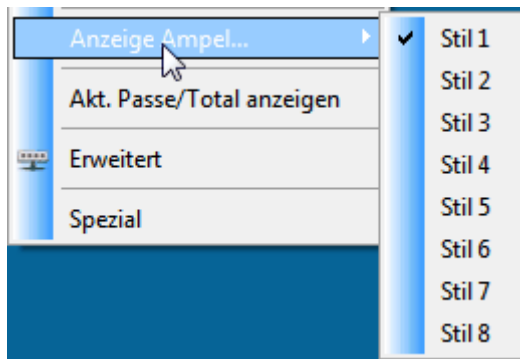 Anzeige Ampel...
Akt. Passe/Total anzeigen
Erweitert
Spezial
Stil 1
Stil 2
Stil 3
Stil 4
Stil 5
Stil 6
Stil 7
Stil 8